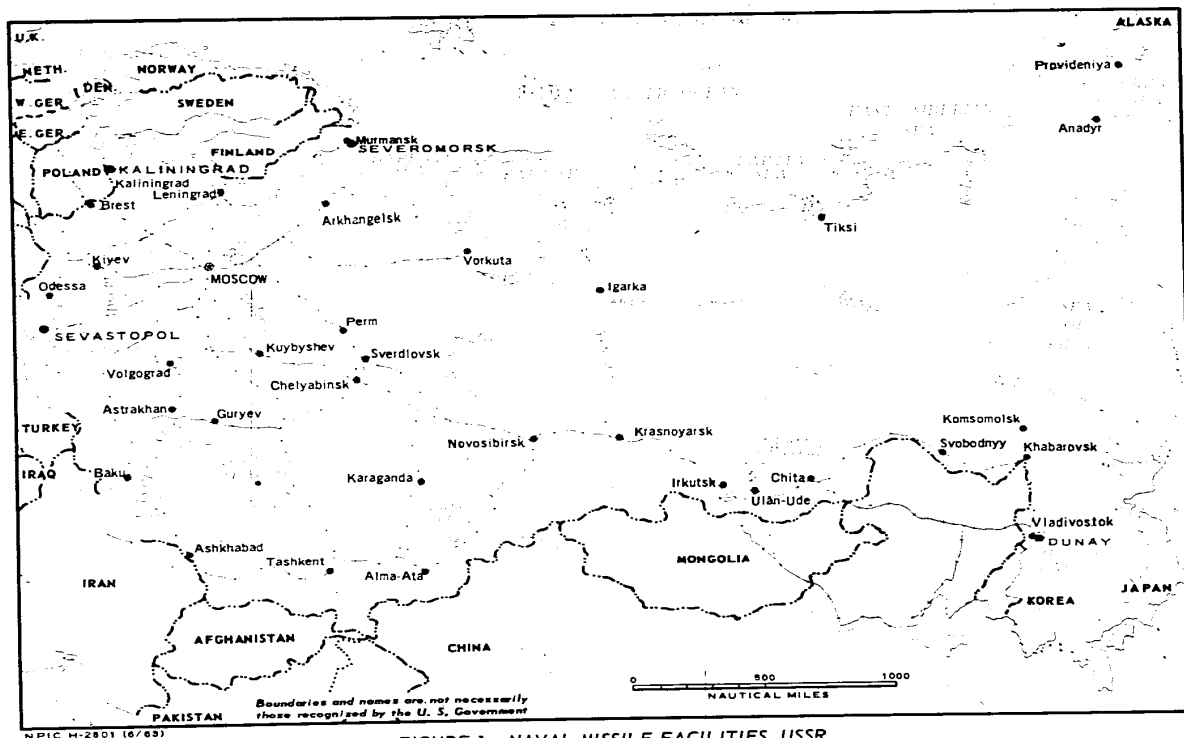 ALASKA
U.K.
NETH.
NORWAY
DEN.
W. GER.
SWEDEN
E. GER.
FINLAND
POLAND
Provideniya
Anadyr
Murmansk
SEVEROMORSK
KALININGRAD
Kaliningrad
Leningrad
Brest
Arkhangelsk
Tiksi
Kiyev
MOSCOW
Vorkuta
Odessa
Igarka
SEVASTOPOL
Perm
Kuybyshev
Sverdlovsk
Volgograd
Chelyabinsk
Astrakhan
Guryev
TURKEY
Novosibirsk
Krasnoyarsk
Komsomolsk
Svobodnyy
Khabarovsk
IRAQ
Baku
Karaganda
Irkutsk
Chita
Ulan-Ude
Vladivostok
DUNAY
Ashkhabad
Tashkent
Alma-Ata
MONGOLIA
IRAN
KOREA
JAPAN
AFGHANISTAN
CHINA
0 500 1000
NAUTICAL MILES
Boundaries and names are not necessarily
those recognized by the U. S. Government
PAKISTAN
NPIC H-2601 (6/63)
FIGURE 1. NAVAL MISSILE FACILITIES, USSR